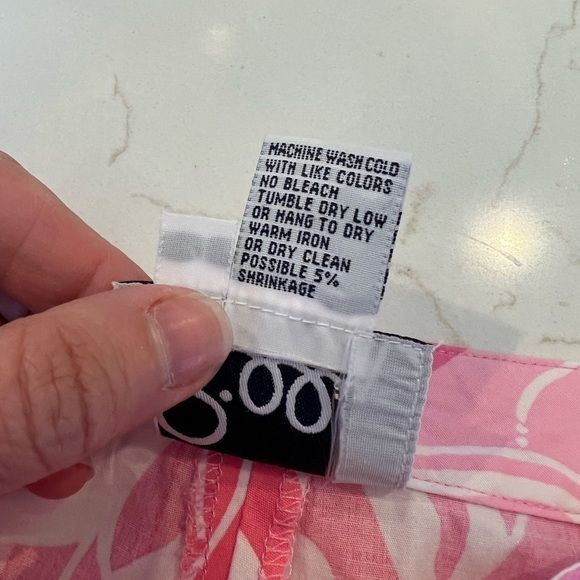 MACHINE WASH COLD
WITH LIKE COLORS
NO BLEACH
TUMBLE DRY LOW
OR HANG TO DRY
WARM IRON
OR DRY CLEAN
POSSIBLE 5%
SHRINKAGE